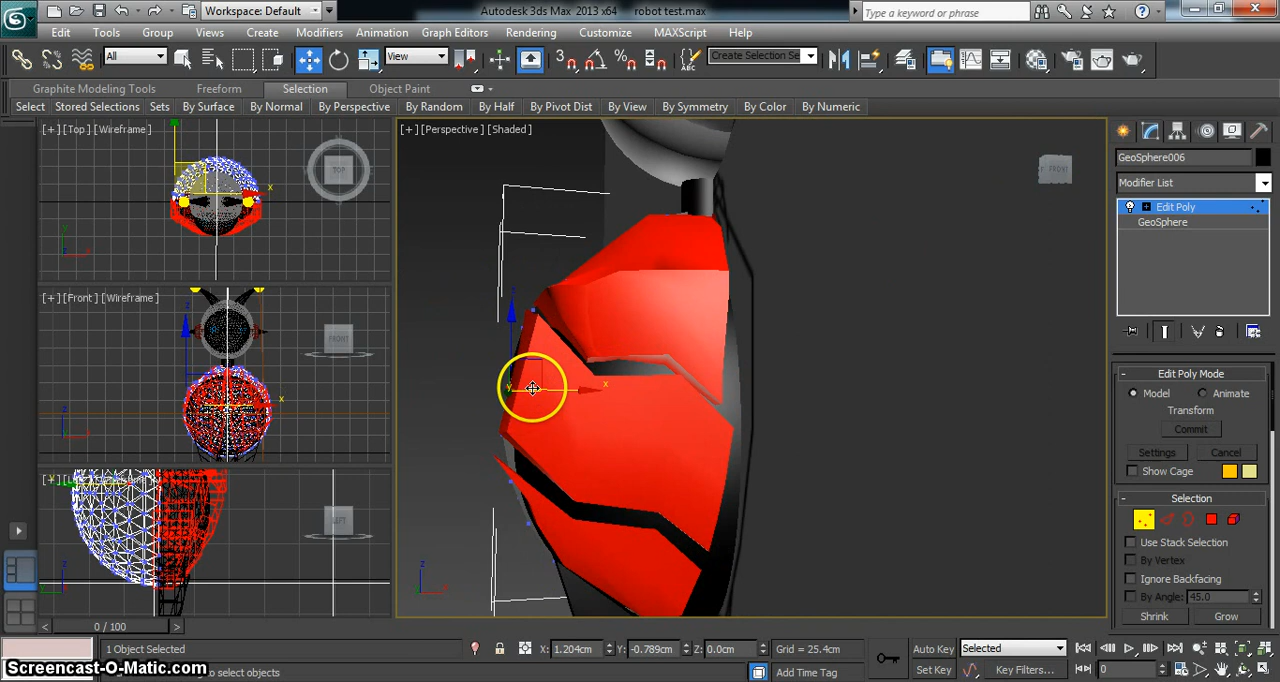 Workspace: Default
Autodesk 3ds Max 2013 x64 robot test.max
Type a keyword or phrase
Edit Tools Group Views Create Modifiers Animation Graph Editors Rendering Customize MAXScript Help
All
View
Create Selection Se
Graphite Modeling Tools Freeform Selection Object Paint
Select Stored Selections Sets By Surface By Normal By Perspective By Random By Half By Pivot Dist By View By Symmetry By Color By Numeric
[+] [Top] [Wireframe]
TOP
[+] [Perspective] [Shaded]
FRONT
GeoSphere006
Modifier List
Edit Poly
GeoSphere
[+] [Front] [Wireframe]
FRONT
LEFT
Edit Poly Mode
Model Animate
Transform
Commit
Settings Cancel
Show Cage
Selection
Use Stack Selection
By Vertex
Ignore Backfacing
By Angle: 45.0
Shrink Grow
0 / 100
1 Object Selected
X: 1.204cm Y: -0.789cm Z: 0.0cm Grid = 25.4cm
Auto Key Selected
Add Time Tag
Set Key Key Filters...
0
Screencast-O-Matic.com
o select objects